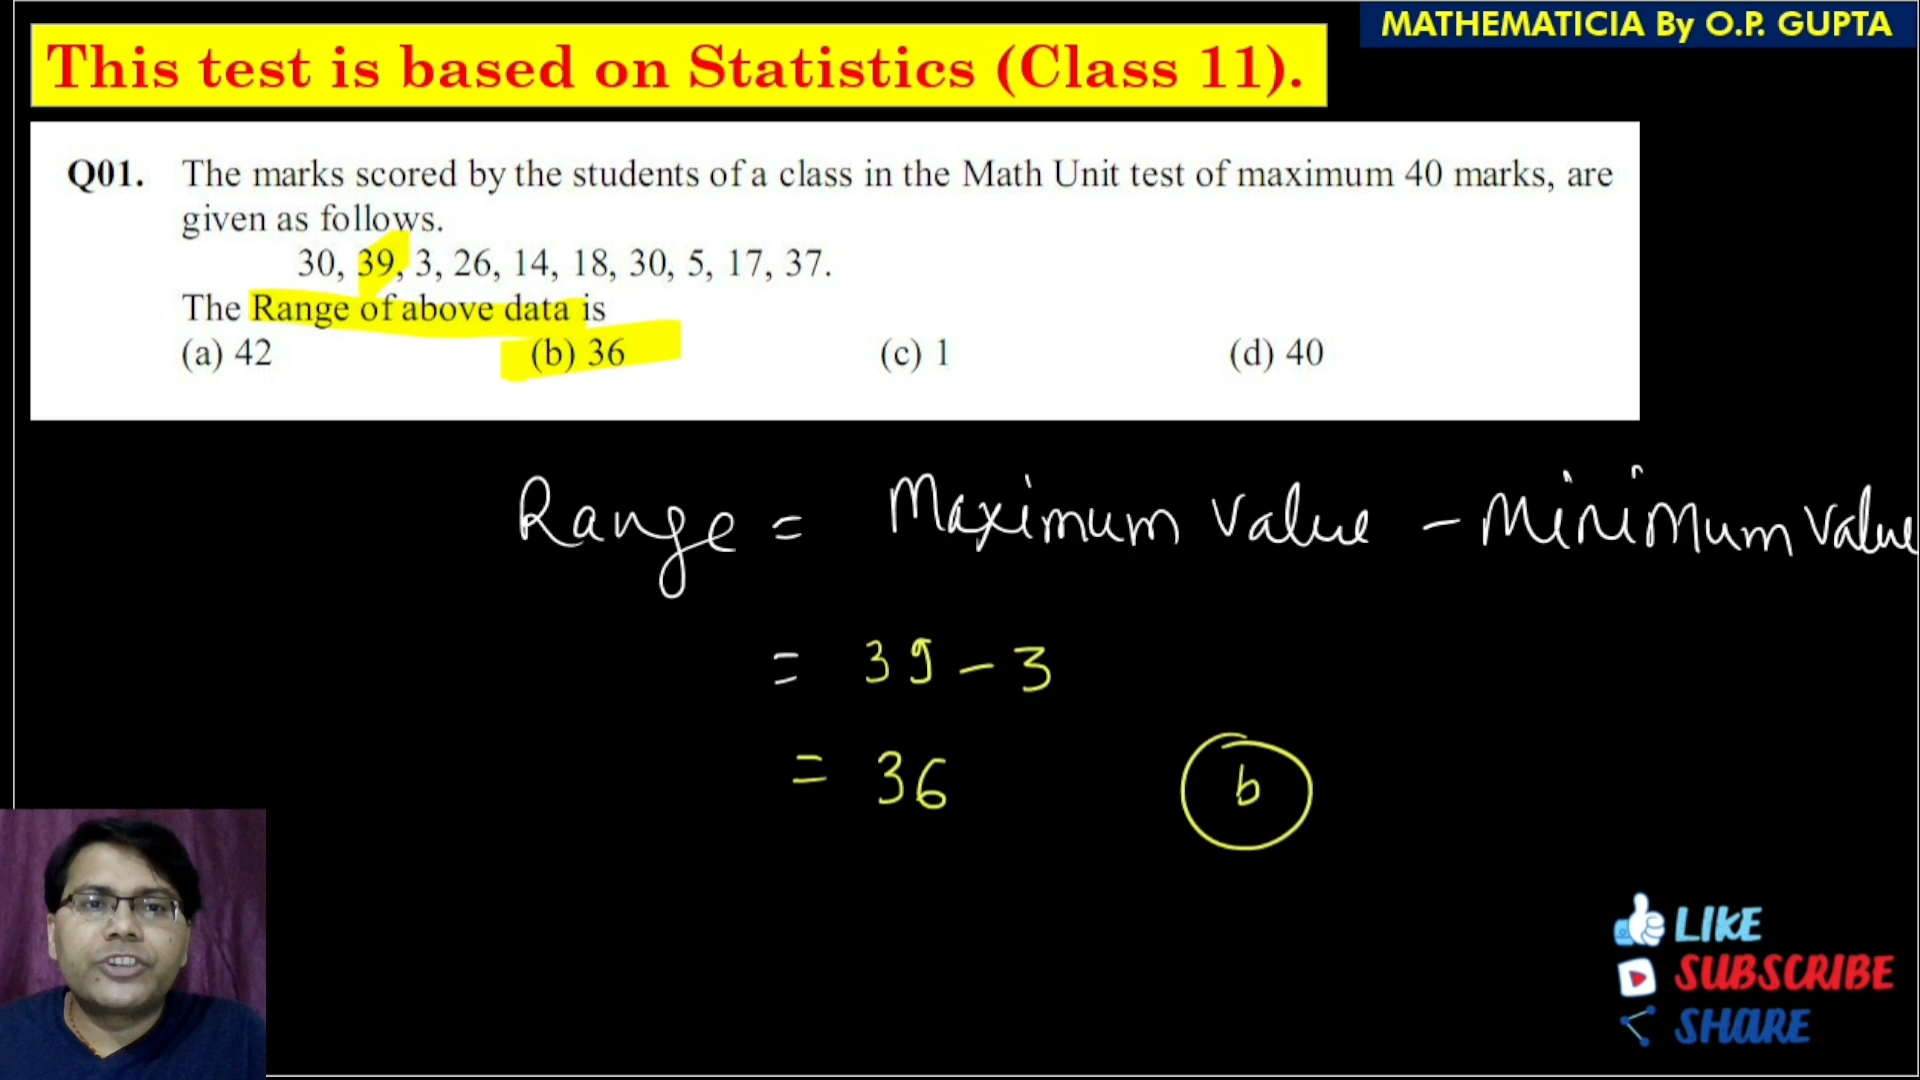 MATHEMATICIA By O.P. GUPTA
This test is based on Statistics (Class 11).
Q01. The marks scored by the students of a class in the Math Unit test of maximum 40 marks, are
given as follows.
30, 39, 3, 26, 14, 18, 30, 5, 17, 37.
The Range of above data is
(a) 42 (b) 36 (c) 1 (d) 40
Range = Maximum value - Minimum value
= 39 - 3
= 36 b
LIKE
SUBSCRIBE
SHARE